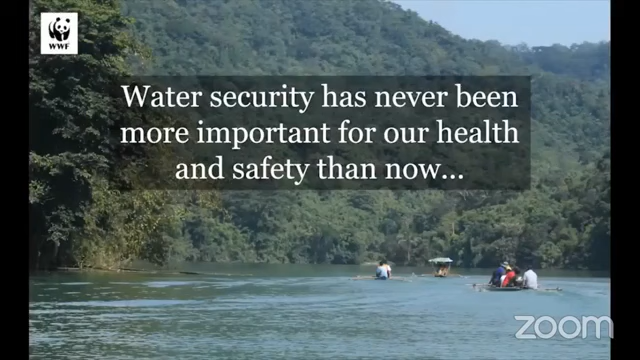 WWF
Water security has never been
more important for our health
and safety than now...
zoom